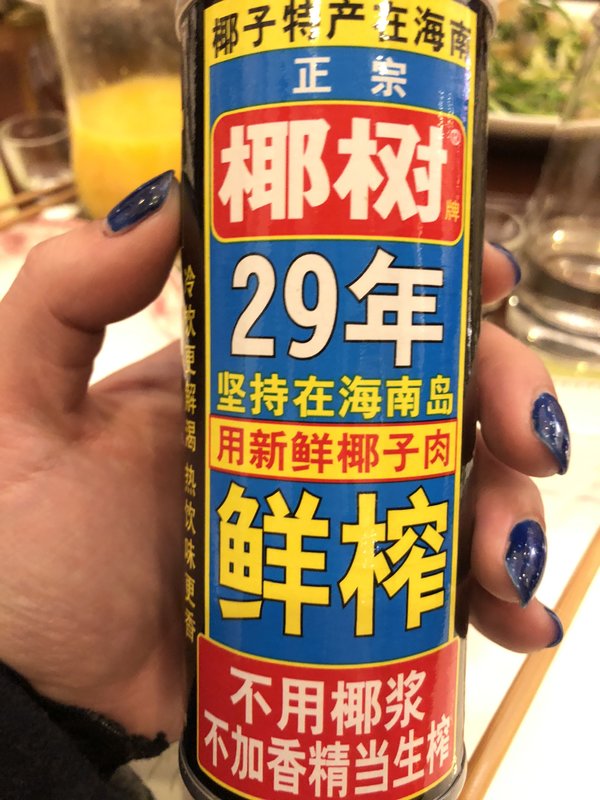 椰子特产在海南
正宗
椰树
牌
29年
坚持在海南岛
用新鲜椰子肉
鲜榨
不用椰浆
不加香精当生榨
冷饮更解渴 热饮味更香